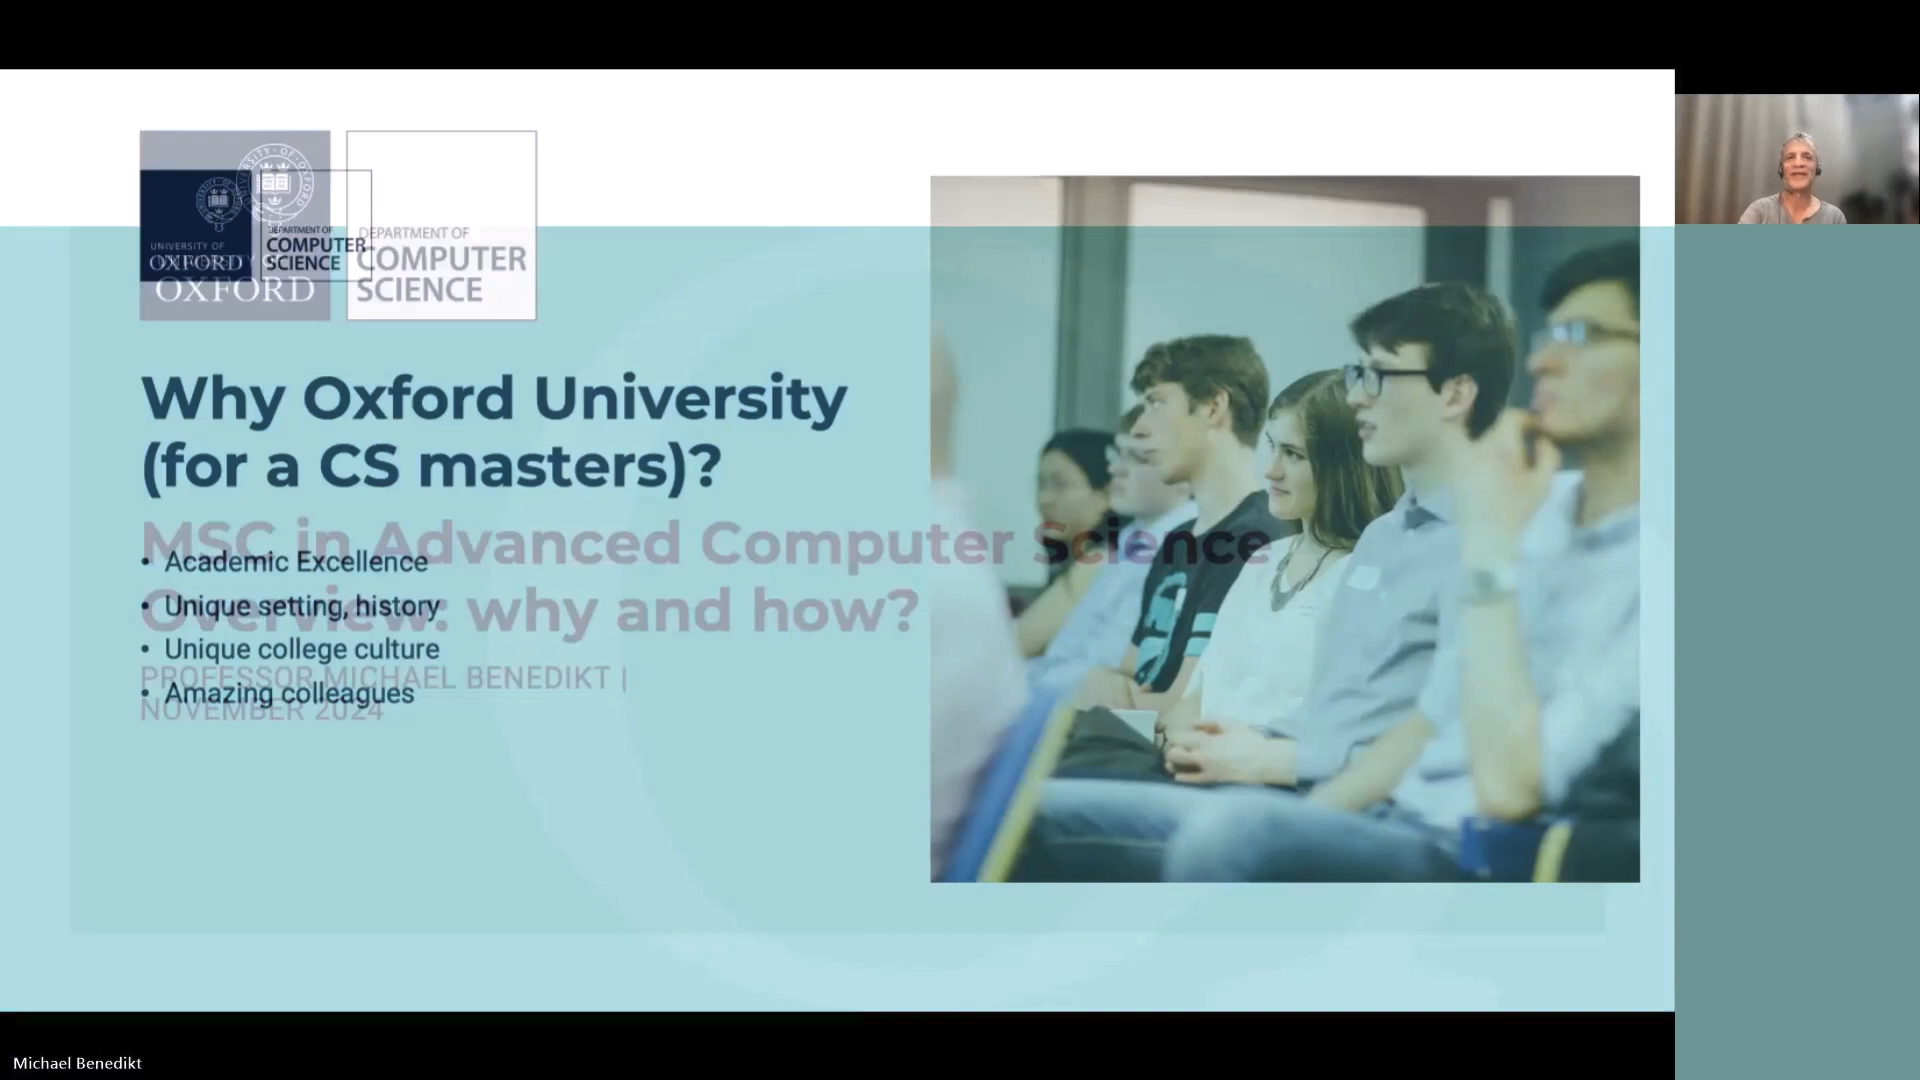 UNIVERSITY OF
OXFORD
DEPARTMENT OF
COMPUTER
SCIENCE
UNIVERSITY OF
OXFORD
DEPARTMENT OF
COMPUTER
SCIENCE
Why Oxford University
(for a CS masters)?
MSC in Advanced Computer Science
Overview: why and how?
PROFESSOR MICHAEL BENEDIKT |
NOVEMBER 2024
• Academic Excellence
• Unique setting, history
• Unique college culture
• Amazing colleagues
Michael Benedikt